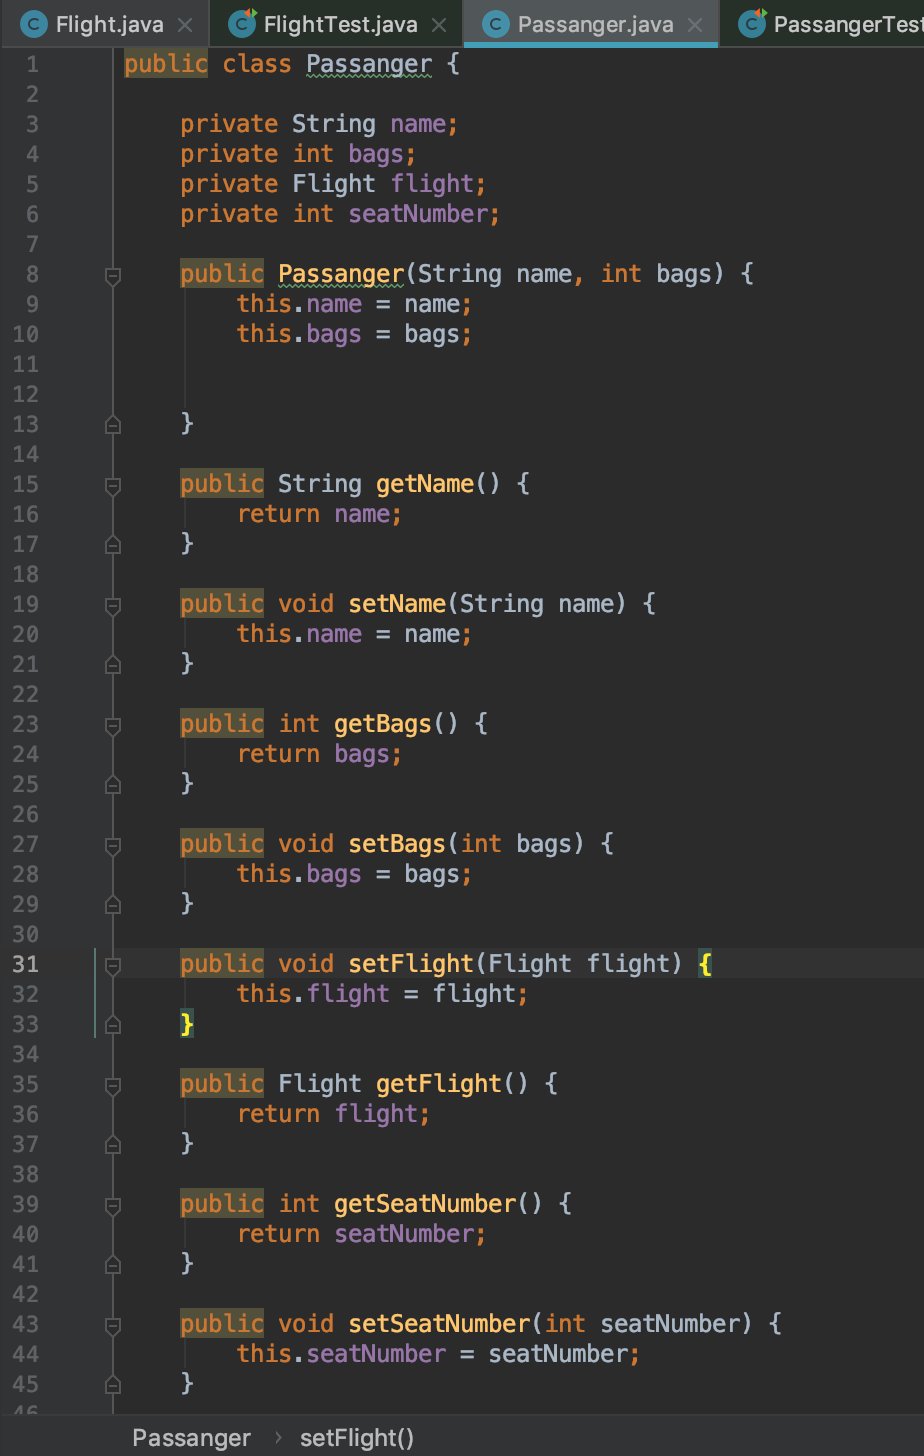 Flight.java FlightTest.java Passanger.java PassangerTest
1 public class Passanger {
2
3 private String name;
4 private int bags;
5 private Flight flight;
6 private int seatNumber;
7
8 public Passanger(String name, int bags) {
9 this.name = name;
10 this.bags = bags;
11
12
13 }
14
15 public String getName() {
16 return name;
17 }
18
19 public void setName(String name) {
20 this.name = name;
21 }
22
23 public int getBags() {
24 return bags;
25 }
26
27 public void setBags(int bags) {
28 this.bags = bags;
29 }
30
31 public void setFlight(Flight flight) {
32 this.flight = flight;
33 }
34
35 public Flight getFlight() {
36 return flight;
37 }
38
39 public int getSeatNumber() {
40 return seatNumber;
41 }
42
43 public void setSeatNumber(int seatNumber) {
44 this.seatNumber = seatNumber;
45 }
46
Passanger › setFlight()